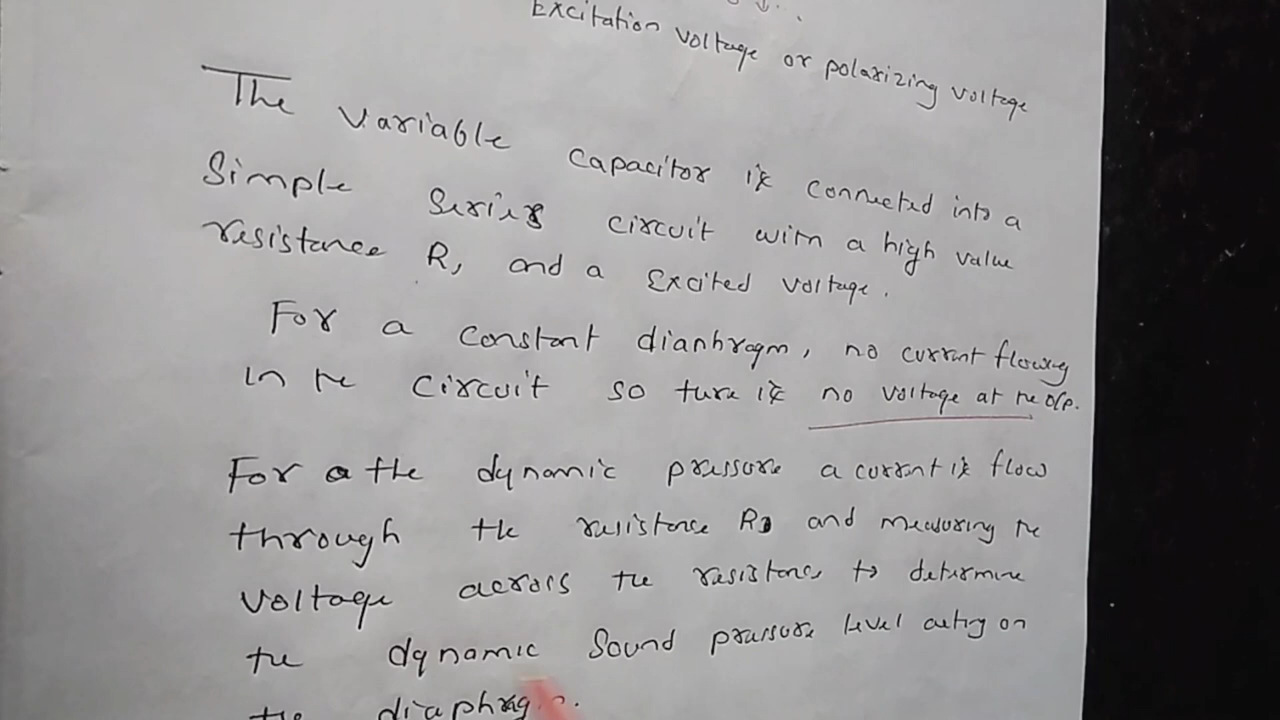 Excitation voltage or polarizing voltage
The variable capacitor is connected into a
Simple series circuit with a high value
resistance R, and a Excited voltage.
For a constant dianhragm, no current flowing
In the circuit so ture is no voltage at the o/p.
For a the dynamic pressure a current is flow
through the resistance R and measuring the
voltage across the resistance to determine
the dynamic Sound pressure level acting on
the diaphragm.